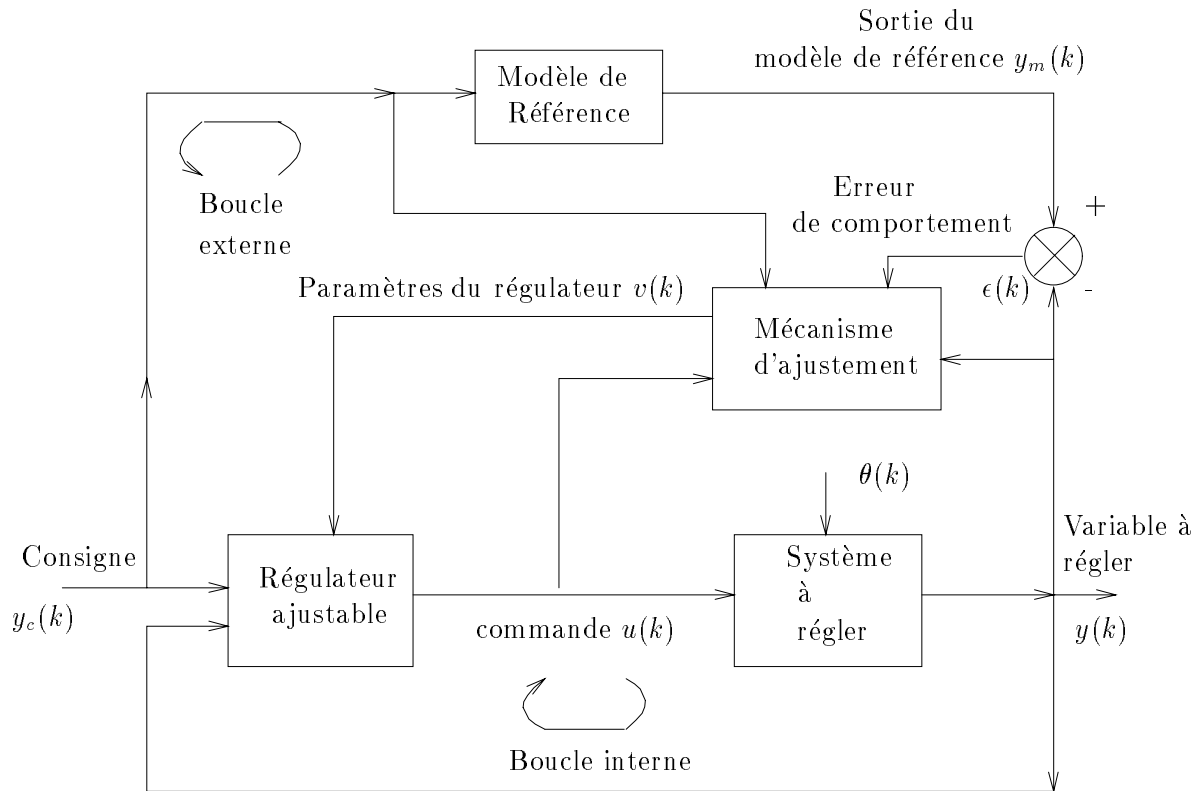 Sortie du
modèle de référence y_m(k)
Modèle de
Référence
Boucle
externe
Erreur
de comportement
+
-
ϵ(k)
Paramètres du régulateur v(k)
Mécanisme
d'ajustement
θ(k)
Consigne
y_c(k)
Régulateur
ajustable
commande u(k)
Système
à
régler
Variable à
régler
y(k)
Boucle interne